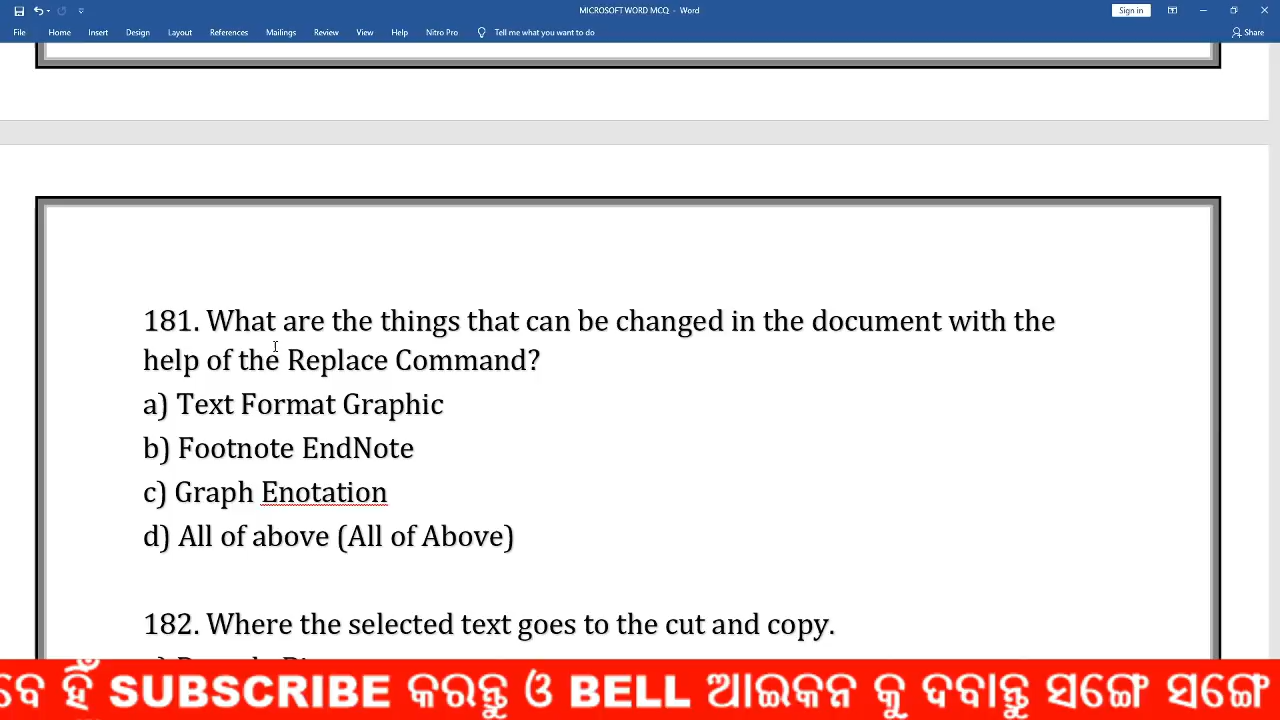 MICROSOFT WORD MCQ - Word
Sign in
File Home Insert Design Layout References Mailings Review View Help Nitro Pro Tell me what you want to do Share
181. What are the things that can be changed in the document with the
help of the Replace Command?
a) Text Format Graphic
b) Footnote EndNote
c) Graph Enotation
d) All of above (All of Above)
182. Where the selected text goes to the cut and copy.
ହିଁ SUBSCRIBE କରନ୍ତୁ ଓ BELL ଆଇକନ କୁ ଦବାନ୍ତୁ ସଙ୍ଗେ ସଙ୍ଗେ